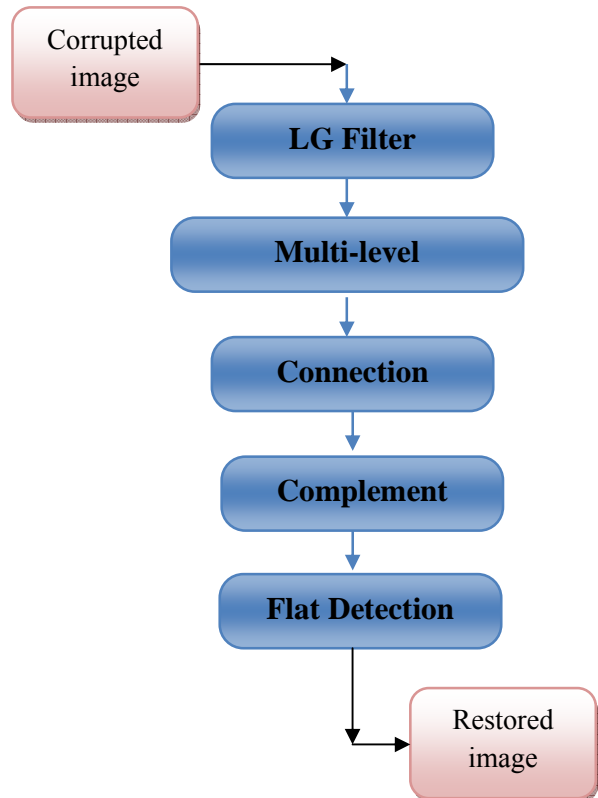 Corrupted
image
LG Filter
Multi-level
Connection
Complement
Flat Detection
Restored
image